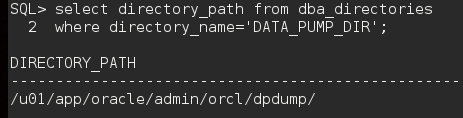 SQL> select directory_path from dba_directories
  2  where directory_name='DATA_PUMP_DIR';
DIRECTORY_PATH
--------------------------------------------------
/u01/app/oracle/admin/orcl/dpdump/